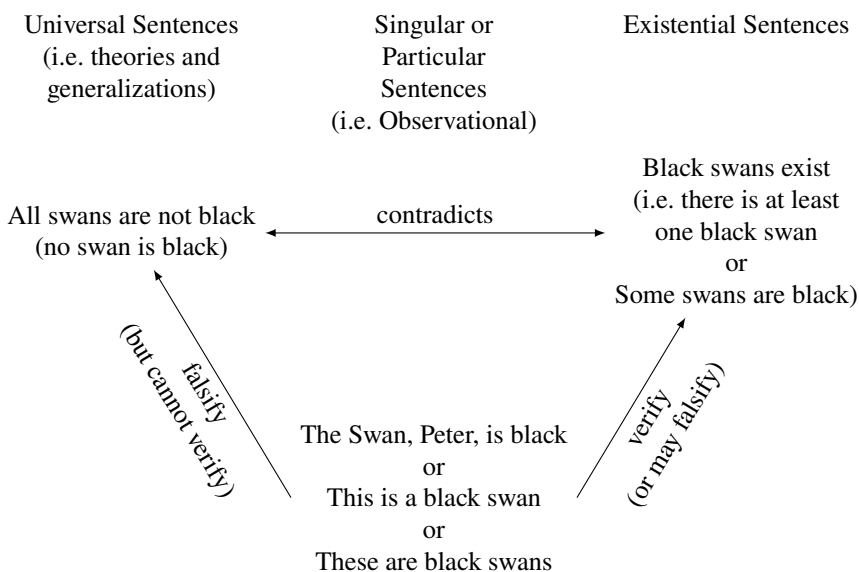 Universal Sentences
(i.e. theories and
generalizations)
Singular or
Particular
Sentences
(i.e. Observational)
Existential Sentences
All swans are not black
(no swan is black)
contradicts
Black swans exist
(i.e. there is at least
one black swan
or
Some swans are black)
falsify
(but cannot verify)
The Swan, Peter, is black
or
This is a black swan
or
These are black swans
verify
(or may falsify)